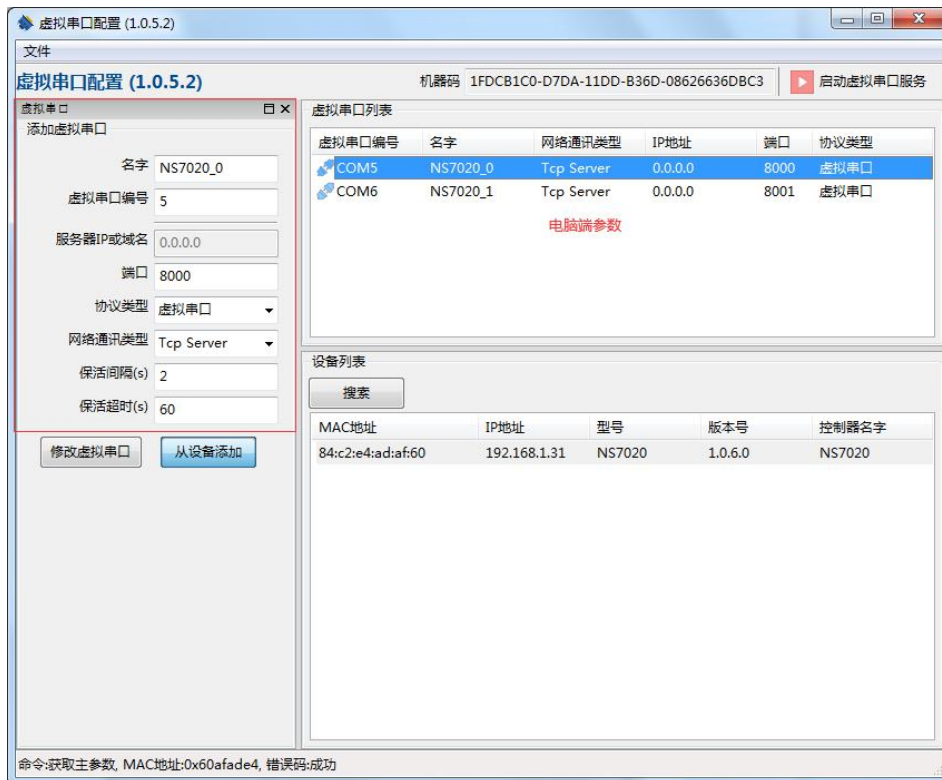 虚拟串口配置 (1.0.5.2)
文件
虚拟串口配置 (1.0.5.2)
机器码 1FDCB1C0-D7DA-11DD-B36D-08626636DBC3 启动虚拟串口服务
虚拟串口
添加虚拟串口
名字 NS7020_0
虚拟串口编号 5
服务器IP或域名 0.0.0.0
端口 8000
协议类型 虚拟串口
网络通讯类型 Tcp Server
保活间隔(s) 2
保活超时(s) 60
修改虚拟串口 从设备添加
虚拟串口列表
虚拟串口编号 名字 网络通讯类型 IP地址 端口 协议类型
COM5 NS7020_0 Tcp Server 0.0.0.0 8000 虚拟串口
COM6 NS7020_1 Tcp Server 0.0.0.0 8001 虚拟串口
电脑端参数
设备列表
搜索
MAC地址 IP地址 型号 版本号 控制器名字
84:c2:e4:ad:af:60 192.168.1.31 NS7020 1.0.6.0 NS7020
命令:获取主参数, MAC地址:0x60afade4, 错误码:成功